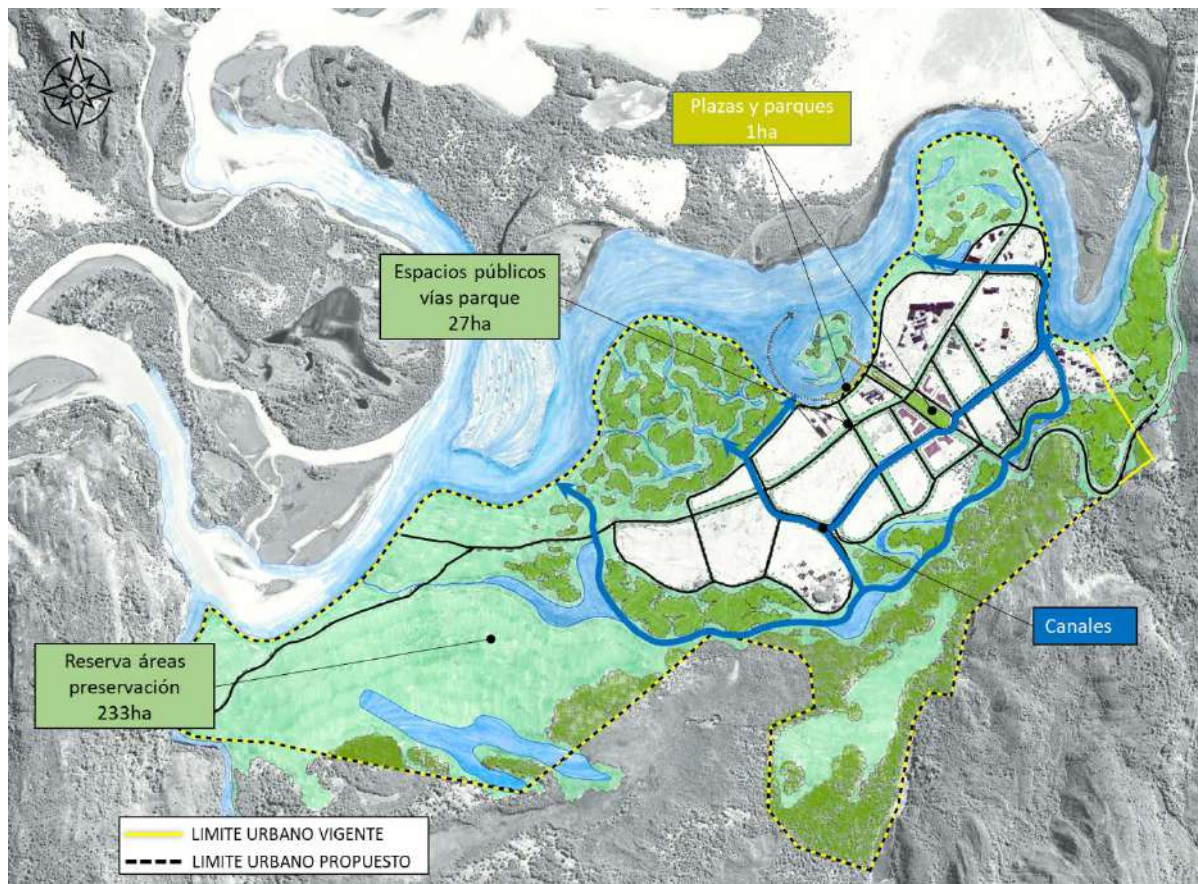 N
Plazas y parques
1ha
Espacios públicos
vías parque
27ha
Canales
Reserva áreas
preservación
233ha
LIMITE URBANO VIGENTE
LIMITE URBANO PROPUESTO